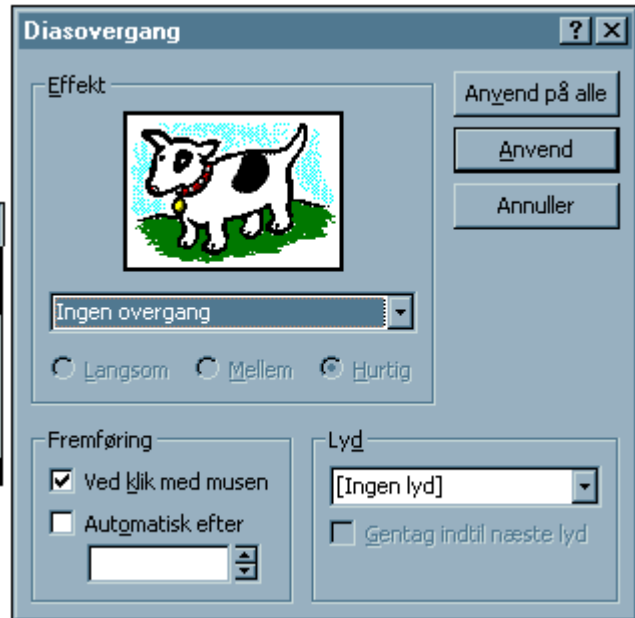 Diasovergang
Effekt
Anvend på alle
Anvend
Annuller
Ingen overgang
Langsom Mellem Hurtig
Fremføring
Ved klik med musen
Automatisk efter
Lyd
[Ingen lyd]
Gentag indtil næste lyd